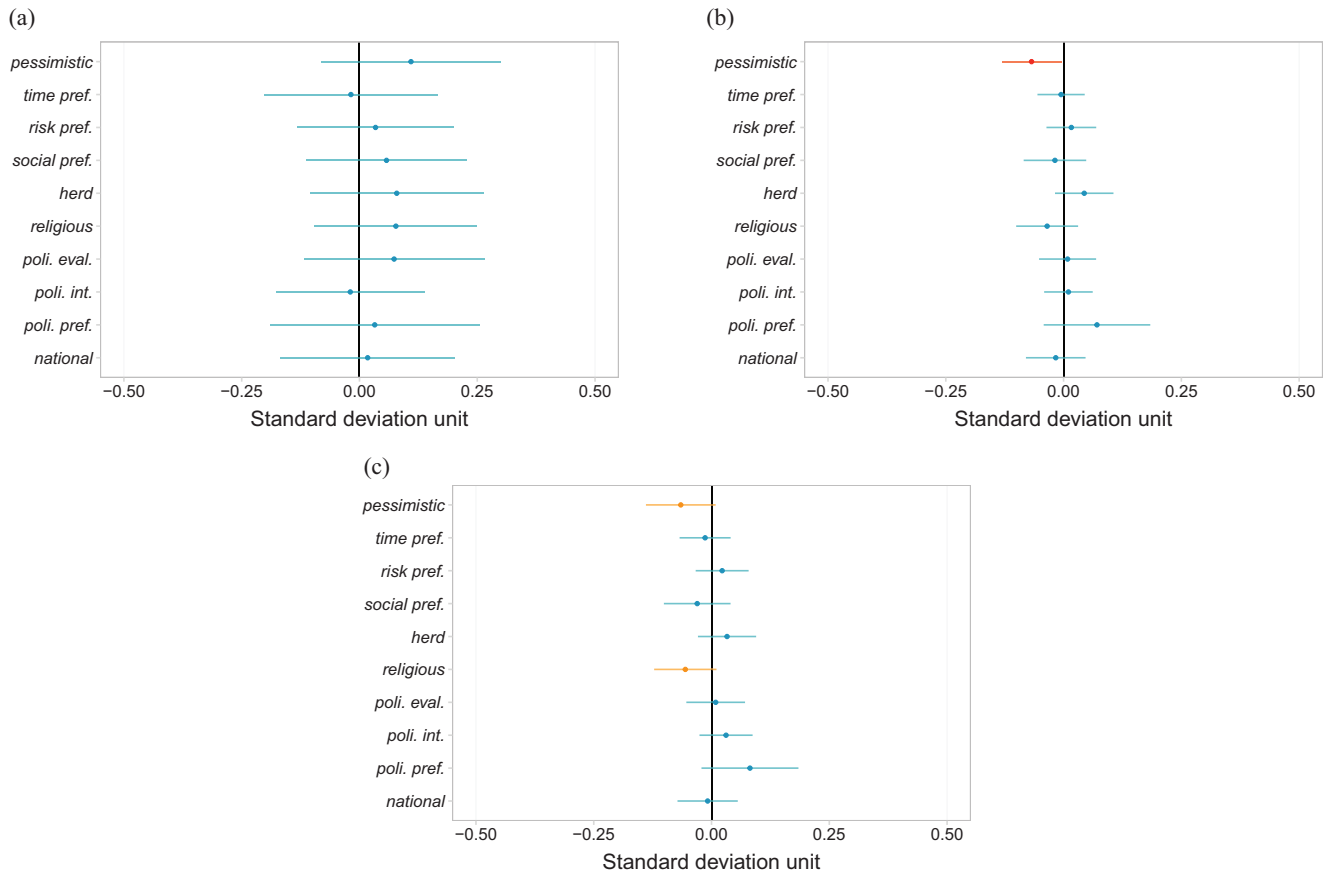 (a)
pessimistic
time pref.
risk pref.
social pref.
herd
religious
poli. eval.
poli. int.
poli. pref.
national
−0.50 −0.25 0.00 0.25 0.50
Standard deviation unit
(b)
pessimistic
time pref.
risk pref.
social pref.
herd
religious
poli. eval.
poli. int.
poli. pref.
national
−0.50 −0.25 0.00 0.25 0.50
Standard deviation unit
(c)
pessimistic
time pref.
risk pref.
social pref.
herd
religious
poli. eval.
poli. int.
poli. pref.
national
−0.50 −0.25 0.00 0.25 0.50
Standard deviation unit